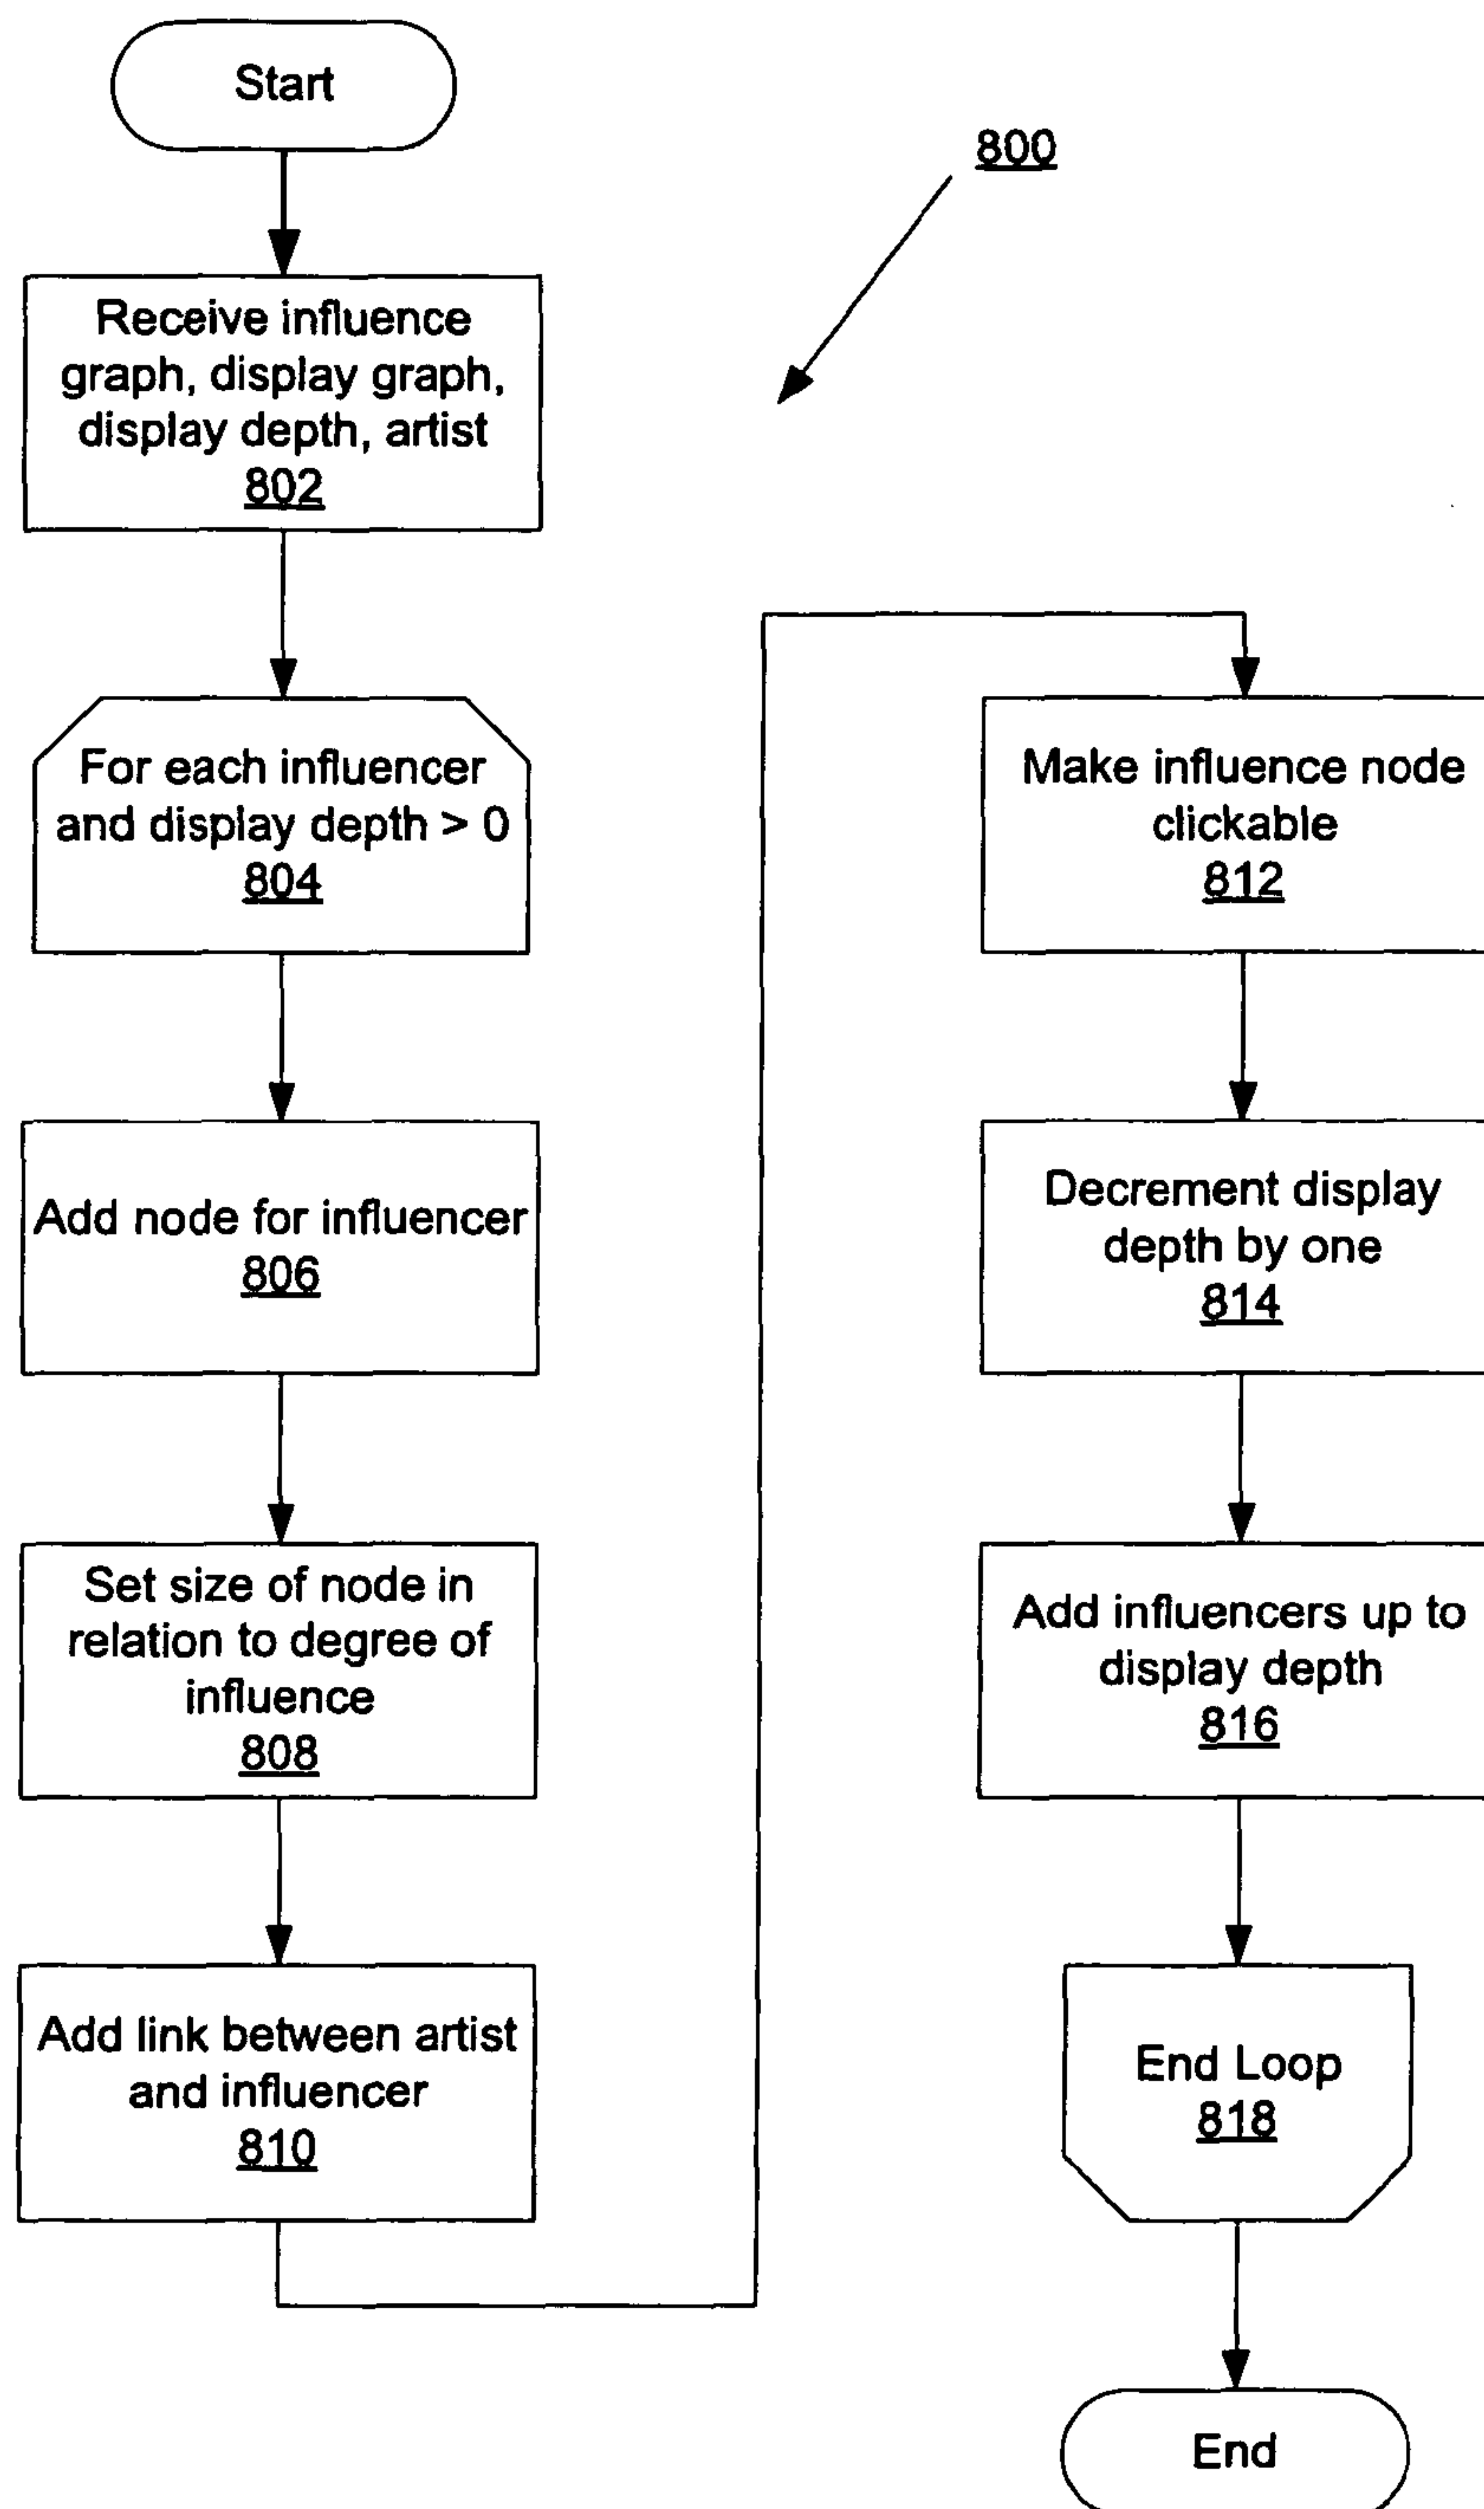 Start
800
Receive influence
graph, display graph,
display depth, artist
802
For each influencer
and display depth > 0
804
Add node for influencer
806
Set size of node in
relation to degree of
influence
808
Add link between artist
and influencer
810
Make influence node
clickable
812
Decrement display
depth by one
814
Add influencers up to
display depth
816
End Loop
818
End